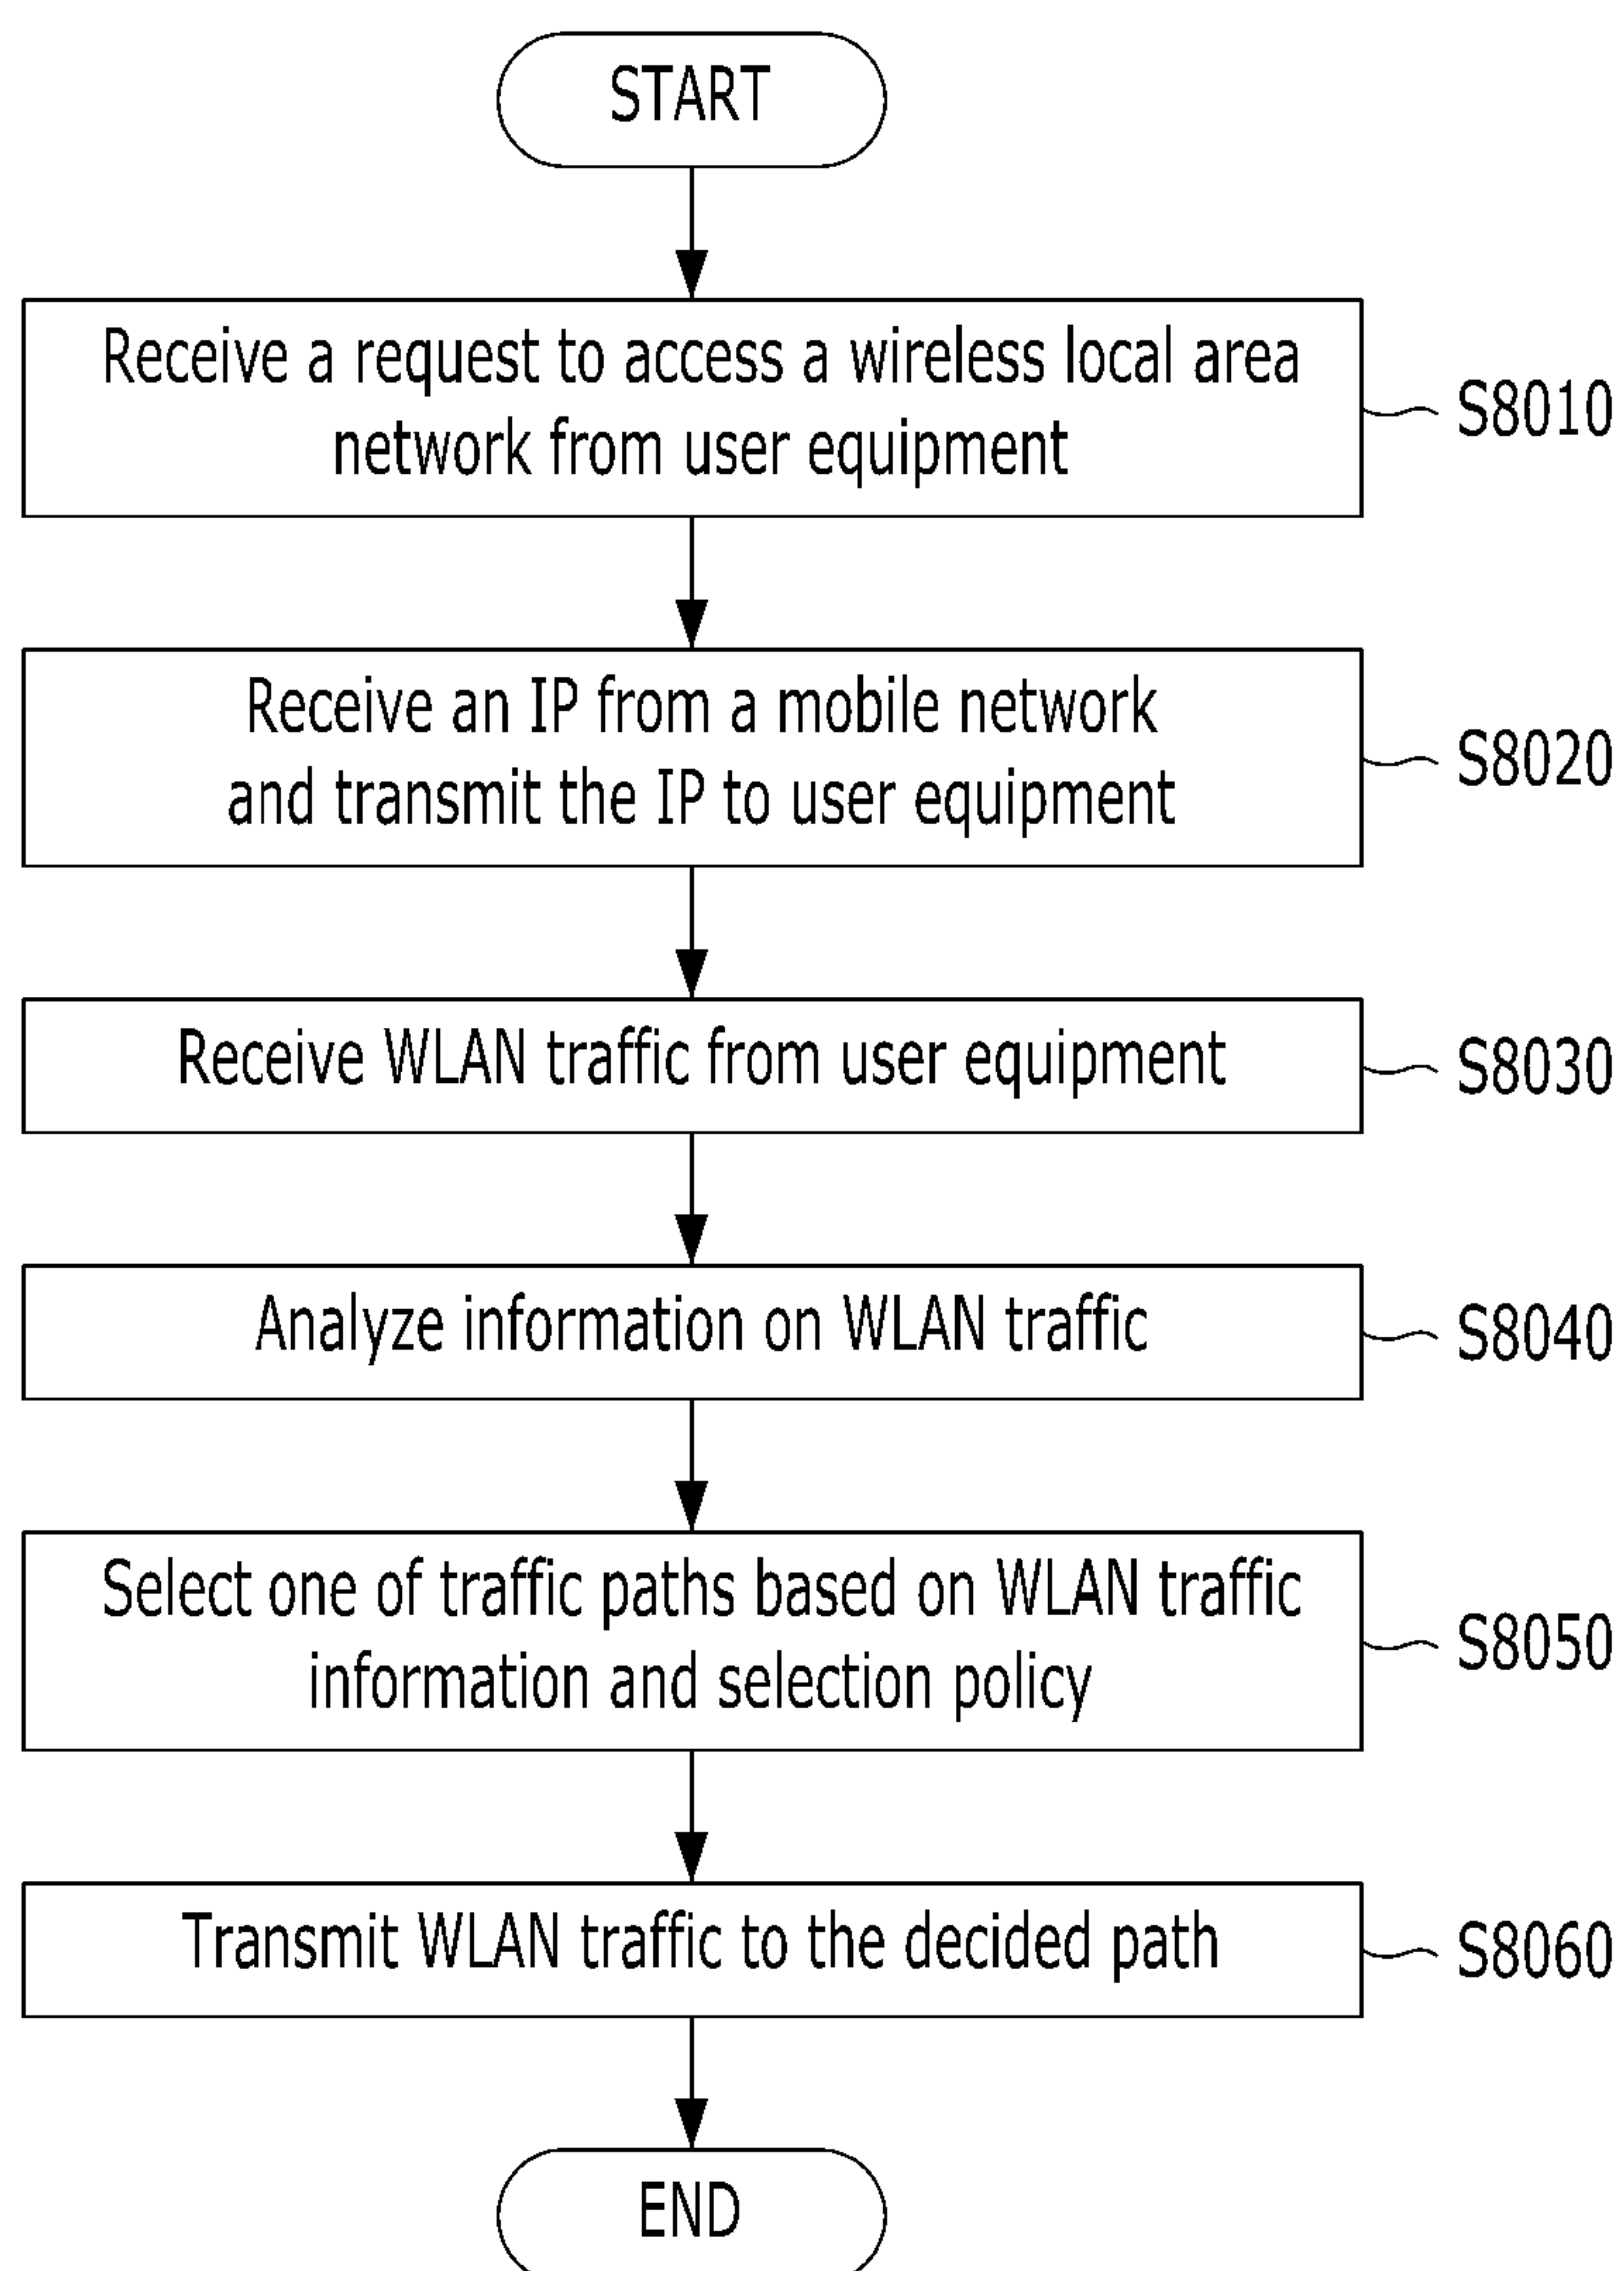 START
Receive a request to access a wireless local area
network from user equipment
S8010
Receive an IP from a mobile network
and transmit the IP to user equipment
S8020
Receive WLAN traffic from user equipment
S8030
Analyze information on WLAN traffic
S8040
Select one of traffic paths based on WLAN traffic
information and selection policy
S8050
Transmit WLAN traffic to the decided path
S8060
END